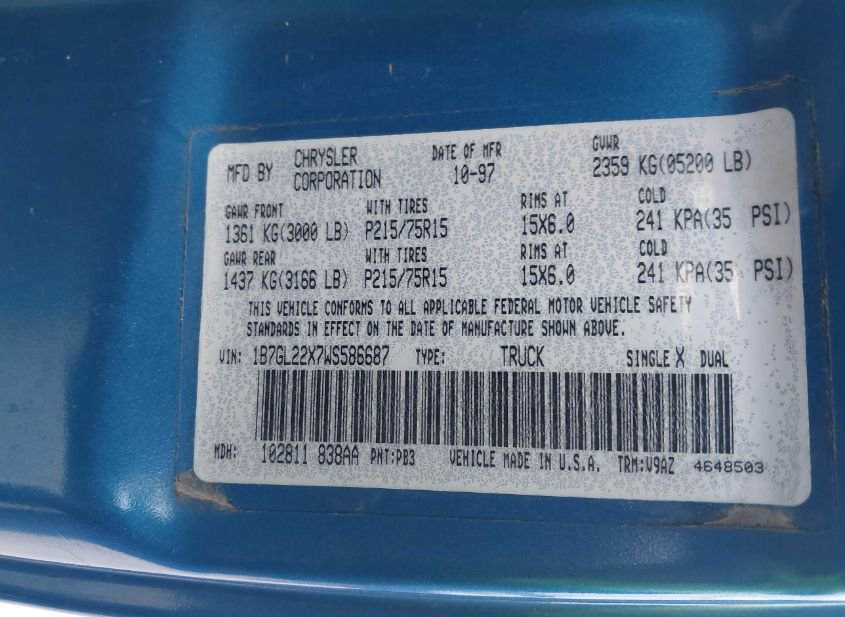 MFD BY CHRYSLER CORPORATION DATE OF MFR 10-97 GVWR 2359 KG(05200 LB)
GAWR FRONT WITH TIRES RIMS AT COLD
1361 KG(3000 LB) P215/75R15 15X6.0 241 KPA(35 PSI)
GAWR REAR WITH TIRES RIMS AT COLD
1437 KG(3166 LB) P215/75R15 15X6.0 241 KPA(35 PSI)
THIS VEHICLE CONFORMS TO ALL APPLICABLE FEDERAL MOTOR VEHICLE SAFETY
STANDARDS IN EFFECT ON THE DATE OF MANUFACTURE SHOWN ABOVE.
VIN: 1B7GL22X7WS586687 TYPE: TRUCK SINGLE X DUAL
MDH: 102811 838AA PNT:PB3 VEHICLE MADE IN U.S.A. TRM:V9AZ 4648503